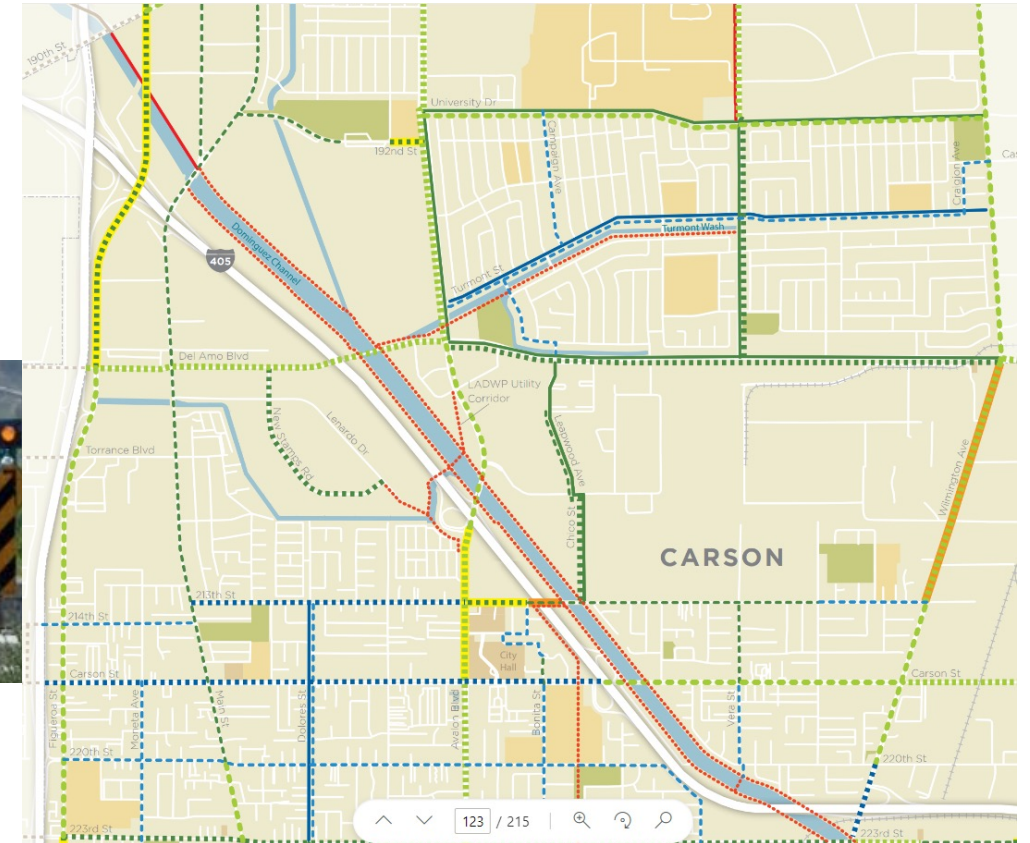 190th St
University Dr
192nd St
Campaign Ave
Craiglon Ave
Ca
Turmont Wash
Dominguez Channel
405
Turmont St
Del Amo Blvd
LADWP Utility
Corridor
New Stamps Rd
Lenardo Dr
Leapwood Ave
Torrance Blvd
Wilmington Ave
Chico St
CARSON
213th St
214th St
City
Hall
Carson St
Carson St
Figueroa St
Moneta Ave
Main St
Dolores St
Avalon Blvd
Bonita St
Vera St
220th St
220th St
223rd St
223rd St
123 / 215